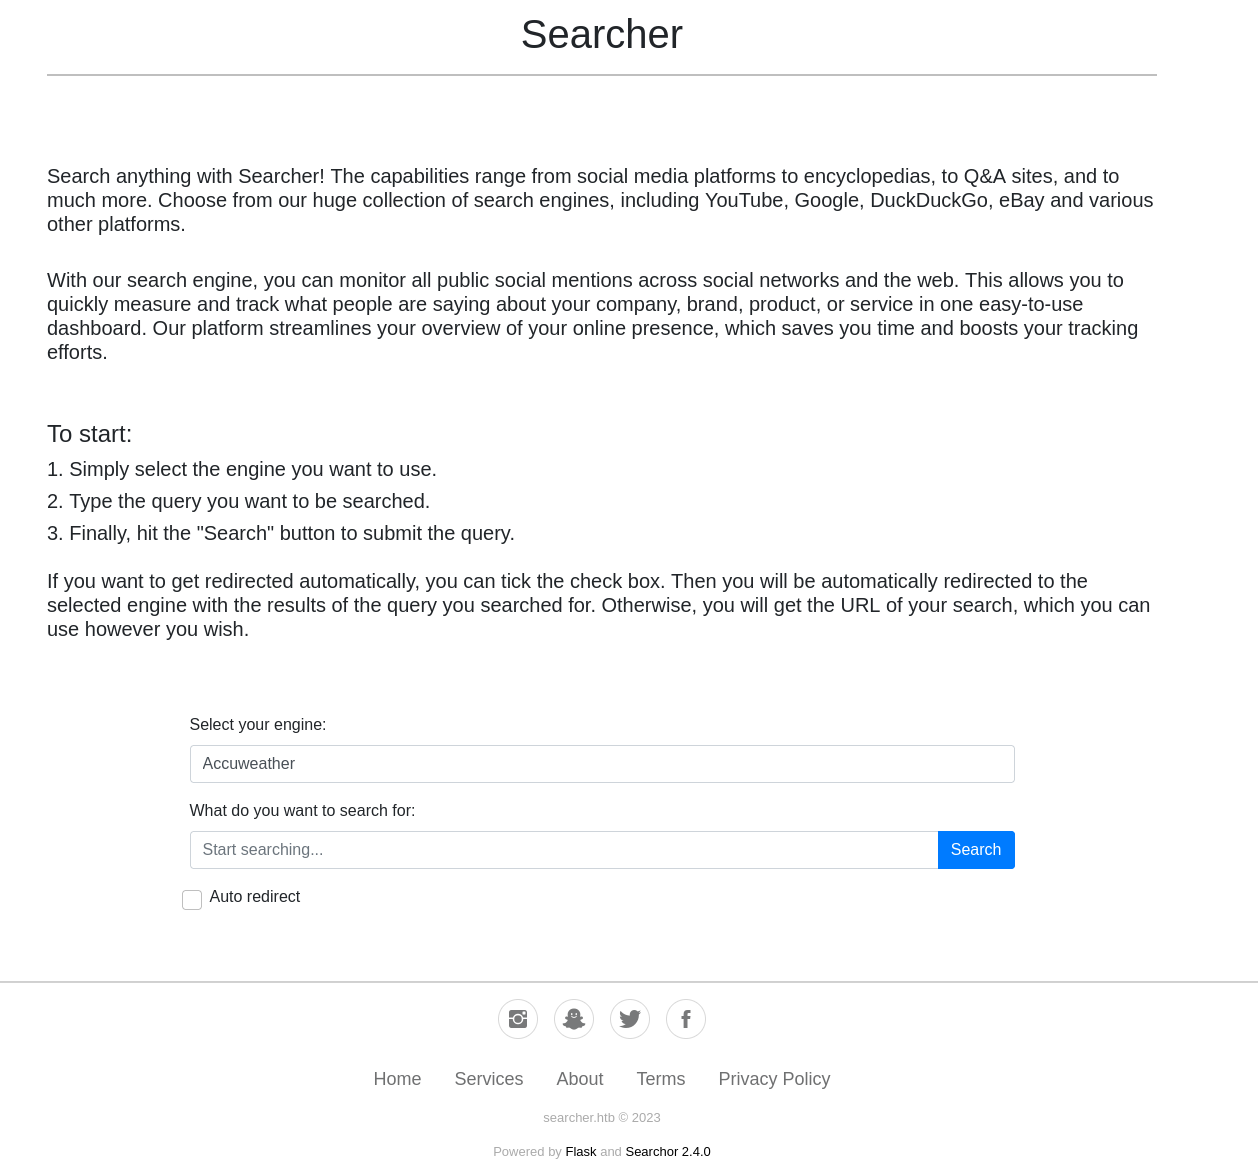 Searcher
Search anything with Searcher! The capabilities range from social media platforms to encyclopedias, to Q&A sites, and to
much more. Choose from our huge collection of search engines, including YouTube, Google, DuckDuckGo, eBay and various
other platforms.
With our search engine, you can monitor all public social mentions across social networks and the web. This allows you to
quickly measure and track what people are saying about your company, brand, product, or service in one easy-to-use
dashboard. Our platform streamlines your overview of your online presence, which saves you time and boosts your tracking
efforts.
To start:
1. Simply select the engine you want to use.
2. Type the query you want to be searched.
3. Finally, hit the "Search" button to submit the query.
If you want to get redirected automatically, you can tick the check box. Then you will be automatically redirected to the
selected engine with the results of the query you searched for. Otherwise, you will get the URL of your search, which you can
use however you wish.
Select your engine:
Accuweather
What do you want to search for:
Start searching... Search
Auto redirect
Home Services About Terms Privacy Policy
searcher.htb © 2023
Powered by Flask and Searchor 2.4.0